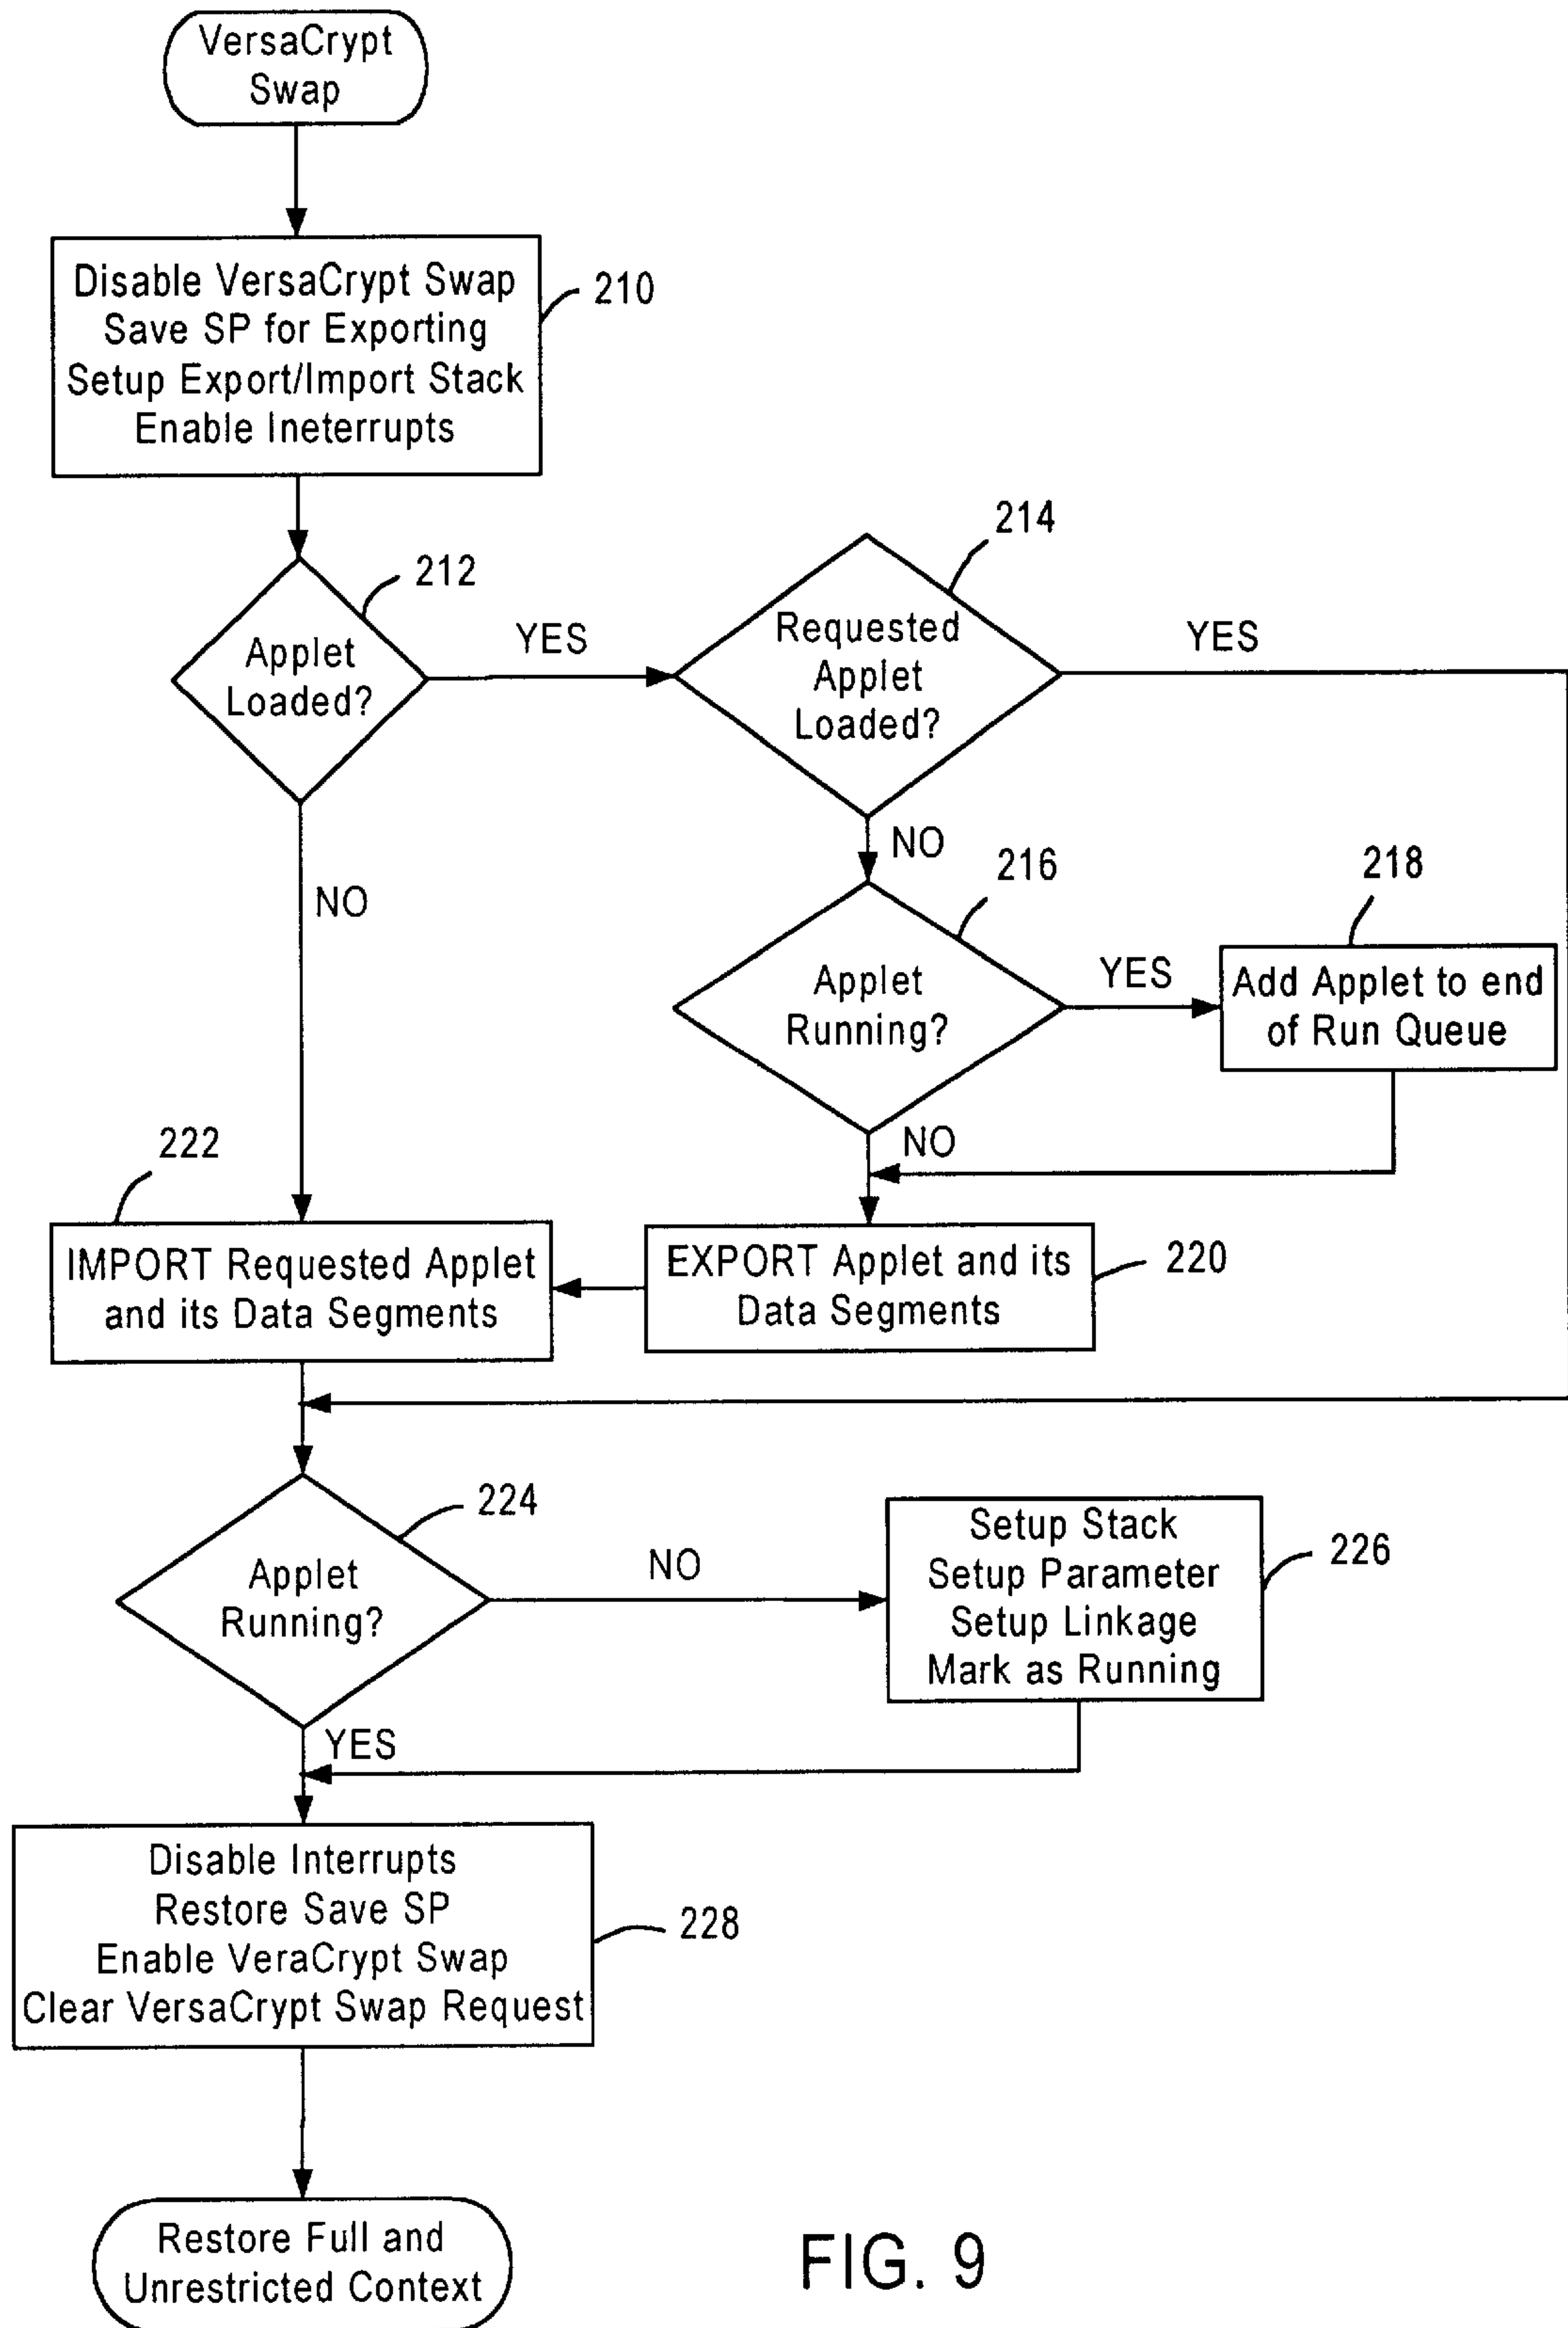 VersaCrypt
Swap
Disable VersaCrypt Swap
Save SP for Exporting
Setup Export/Import Stack
Enable Ineterrupts
210
212
Applet
Loaded?
YES
NO
214
Requested
Applet
Loaded?
YES
NO
216
Applet
Running?
YES
218
Add Applet to end
of Run Queue
NO
222
IMPORT Requested Applet
and its Data Segments
EXPORT Applet and its
Data Segments
220
224
Applet
Running?
NO
Setup Stack
Setup Parameter
Setup Linkage
Mark as Running
226
YES
Disable Interrupts
Restore Save SP
Enable VeraCrypt Swap
Clear VersaCrypt Swap Request
228
Restore Full and
Unrestricted Context
FIG. 9